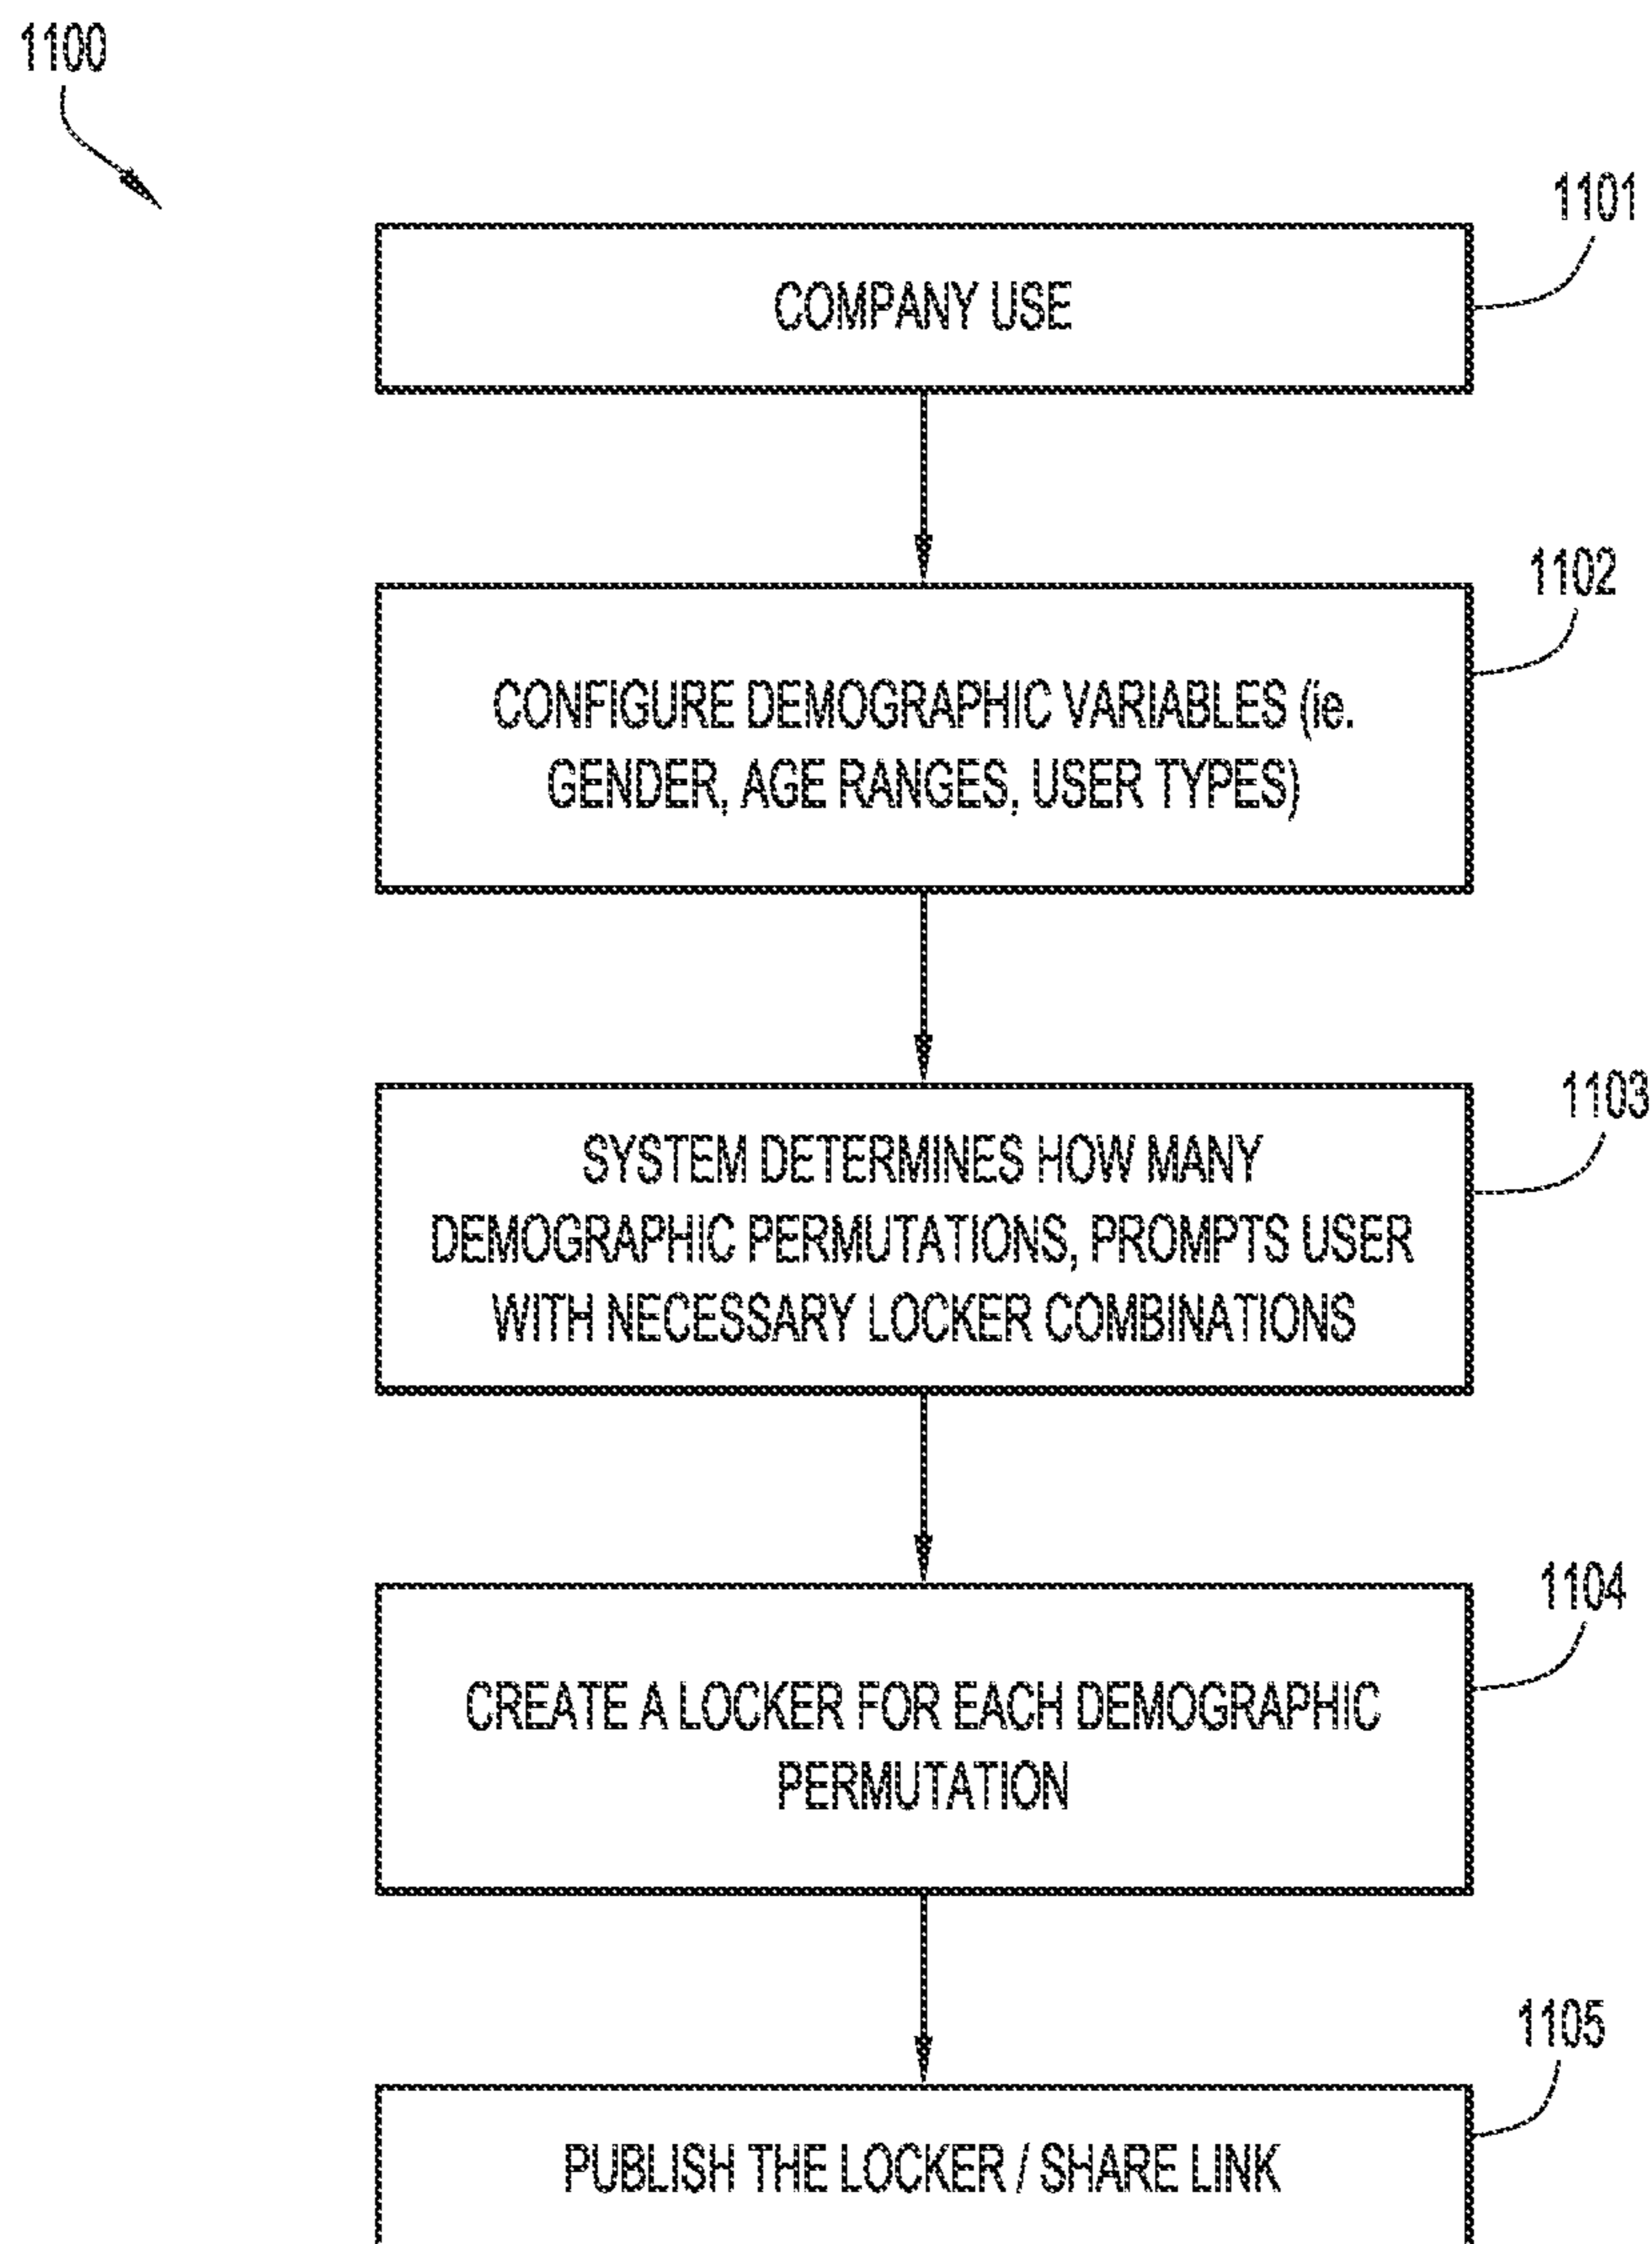 1100
1101
COMPANY USE
1102
CONFIGURE DEMOGRAPHIC VARIABLES (ie.
GENDER, AGE RANGES, USER TYPES)
1103
SYSTEM DETERMINES HOW MANY
DEMOGRAPHIC PERMUTATIONS, PROMPTS USER
WITH NECESSARY LOCKER COMBINATIONS
1104
CREATE A LOCKER FOR EACH DEMOGRAPHIC
PERMUTATION
1105
PUBLISH THE LOCKER / SHARE LINK